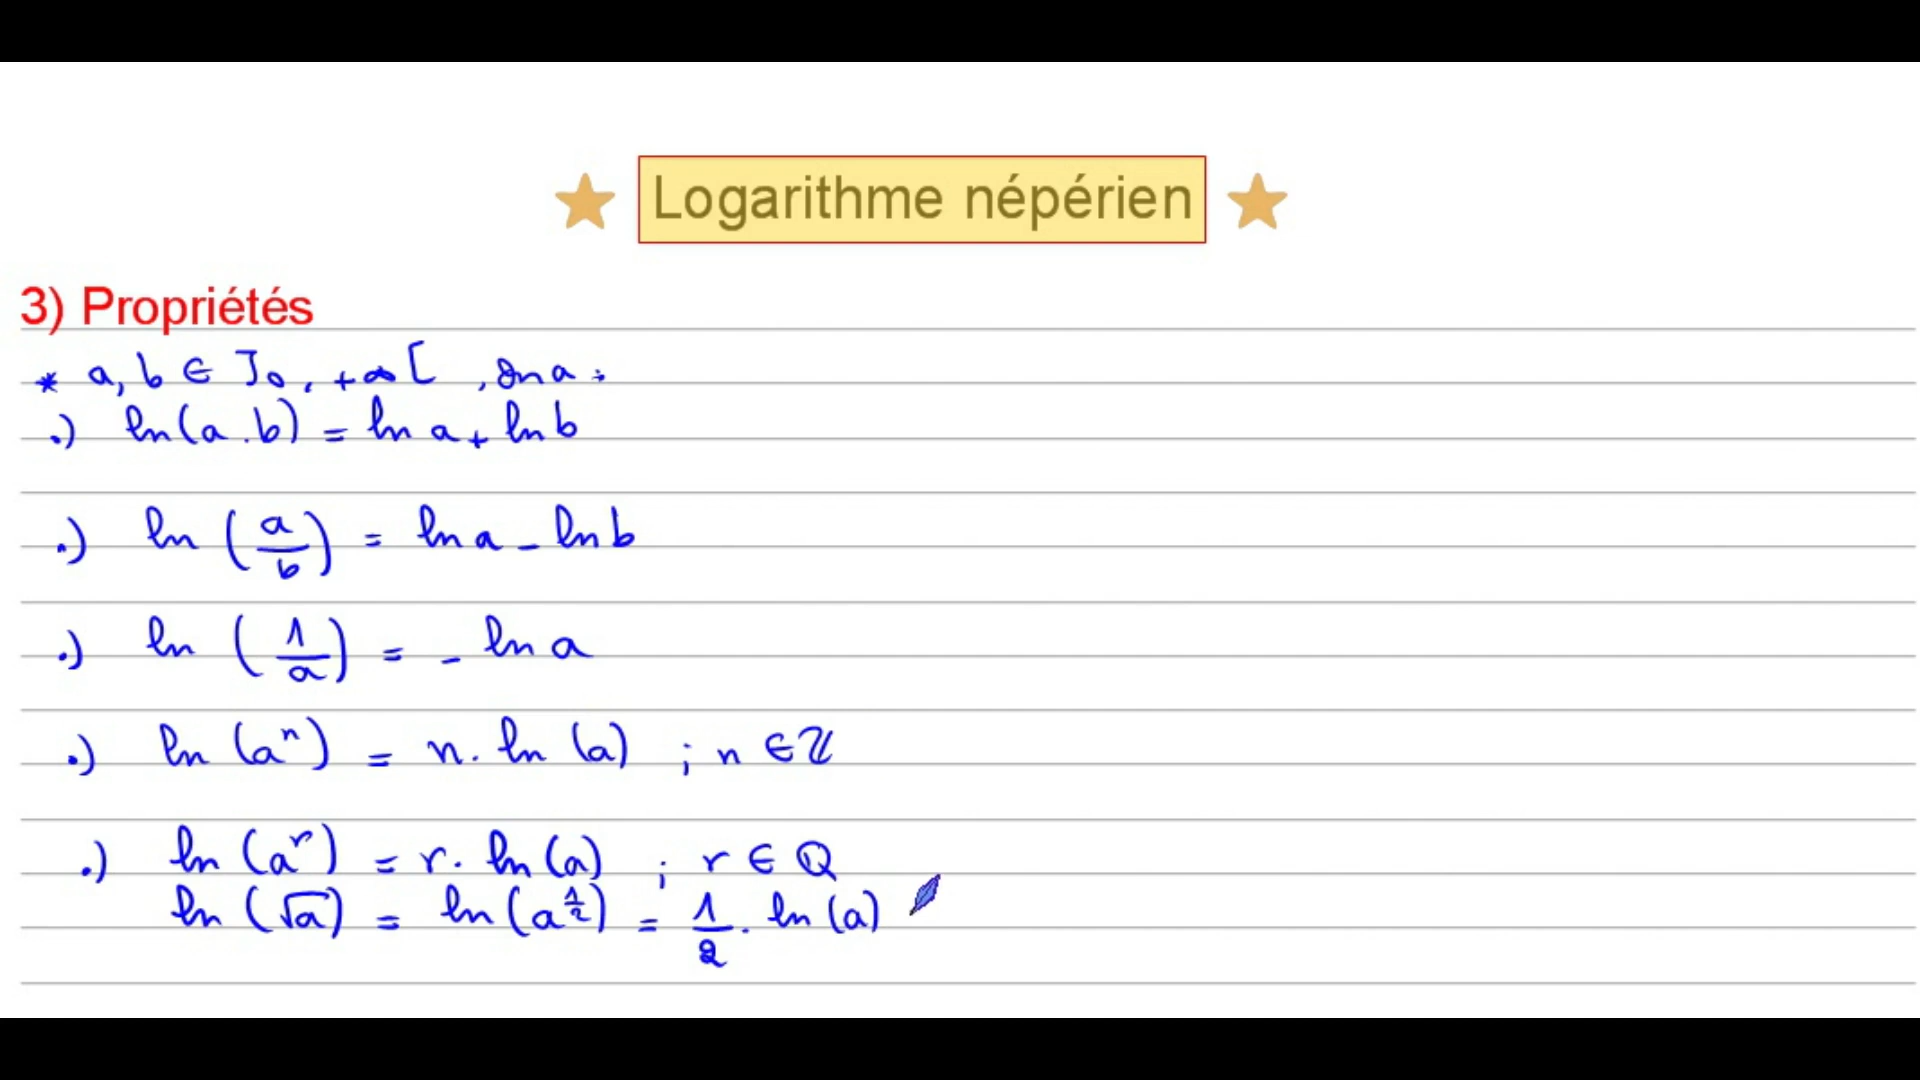 Logarithme népérien
3) Propriétés
* a, b ∈ ]0, +∞[ , on a :
.) ln(a.b) = ln a + ln b
.) ln (a/b) = ln a - ln b
.) ln (1/a) = - ln a
.) ln (aⁿ) = n. ln (a) ; n ∈ ℤ
.) ln (aʳ) = r. ln (a) ; r ∈ Q
ln (√a) = ln (a^½) = 1/2 . ln (a)